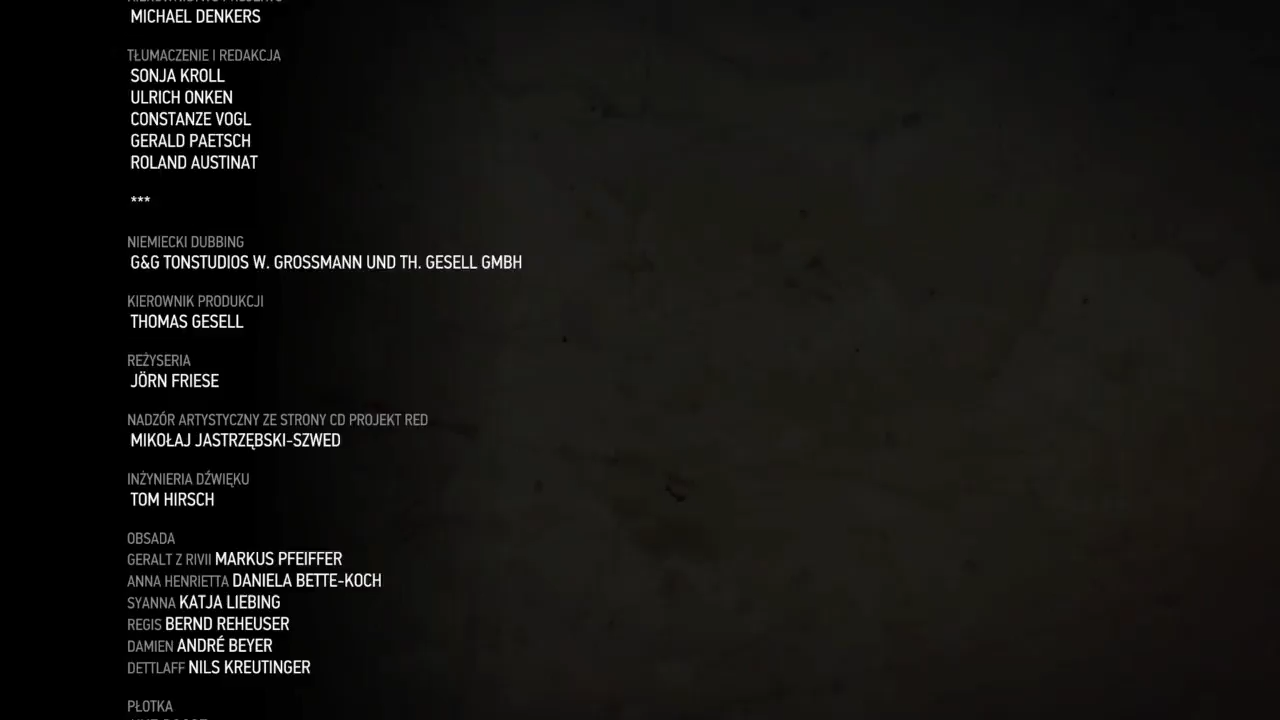 MICHAEL DENKERS
TŁUMACZENIE I REDAKCJA
SONJA KROLL
ULRICH ONKEN
CONSTANZE VOGL
GERALD PAETSCH
ROLAND AUSTINAT
***
NIEMIECKI DUBBING
G&G TONSTUDIOS W. GROSSMANN UND TH. GESELL GMBH
KIEROWNIK PRODUKCJI
THOMAS GESELL
REŻYSERIA
JÖRN FRIESE
NADZÓR ARTYSTYCZNY ZE STRONY CD PROJEKT RED
MIKOŁAJ JASTRZĘBSKI-SZWED
INŻYNIERIA DŹWIĘKU
TOM HIRSCH
OBSADA
GERALT Z RIVII MARKUS PFEIFFER
ANNA HENRIETTA DANIELA BETTE-KOCH
SYANNA KATJA LIEBING
REGIS BERND REHEUSER
DAMIEN ANDRÉ BEYER
DETTLAFF NILS KREUTINGER
PŁOTKA